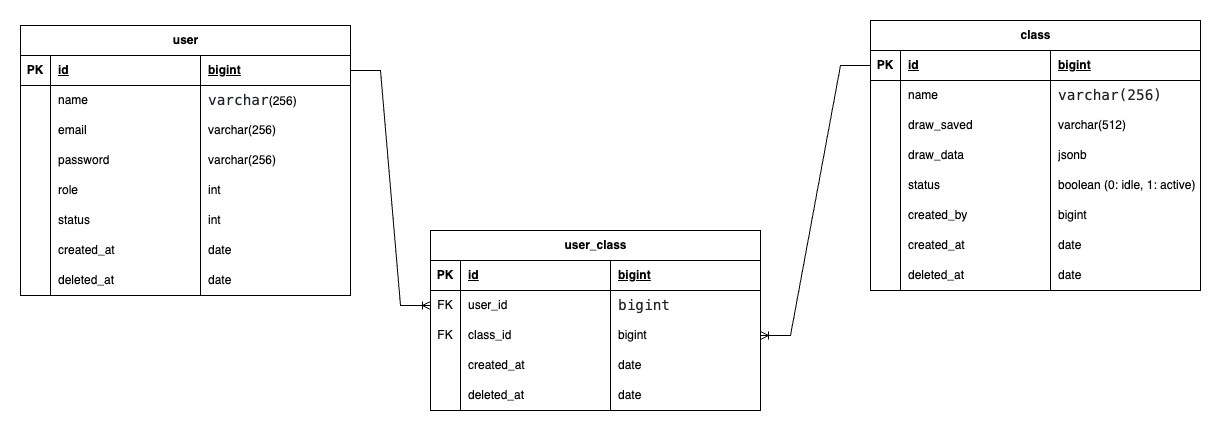 user
PK id bigint
name varchar(256)
email varchar(256)
password varchar(256)
role int
status int
created_at date
deleted_at date
class
PK id bigint
name varchar(256)
draw_saved varchar(512)
draw_data jsonb
status boolean (0: idle, 1: active)
created_by bigint
created_at date
deleted_at date
user_class
PK id bigint
FK user_id bigint
FK class_id bigint
created_at date
deleted_at date